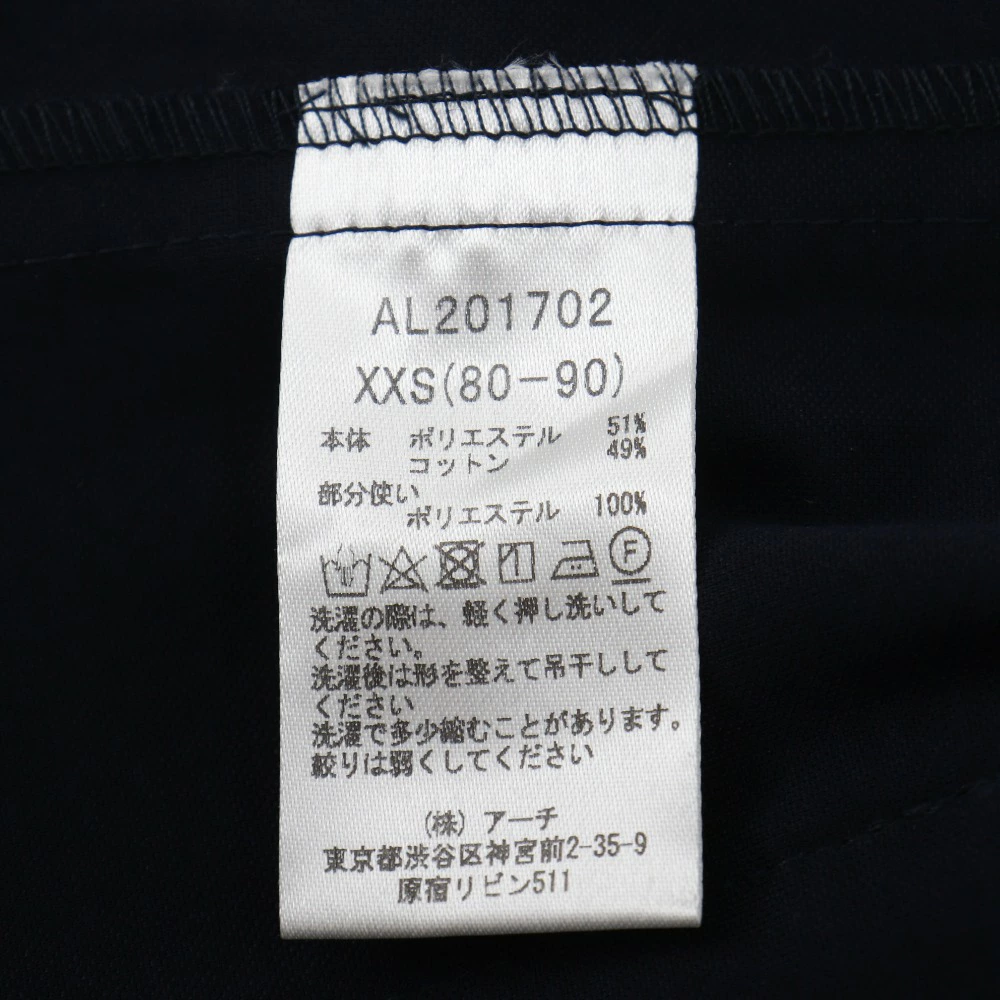 AL201702
XXS(80-90)
本体 ポリエステル 51%
コットン 49%
部分使い
ポリエステル 100%
F
洗濯の際は、軽く押し洗いして
ください。
洗濯後は形を整えて吊干しして
ください
洗濯で多少縮むことがあります。
絞りは弱くしてください
(株) アーチ
東京都渋谷区神宮前2-35-9
原宿リビン511